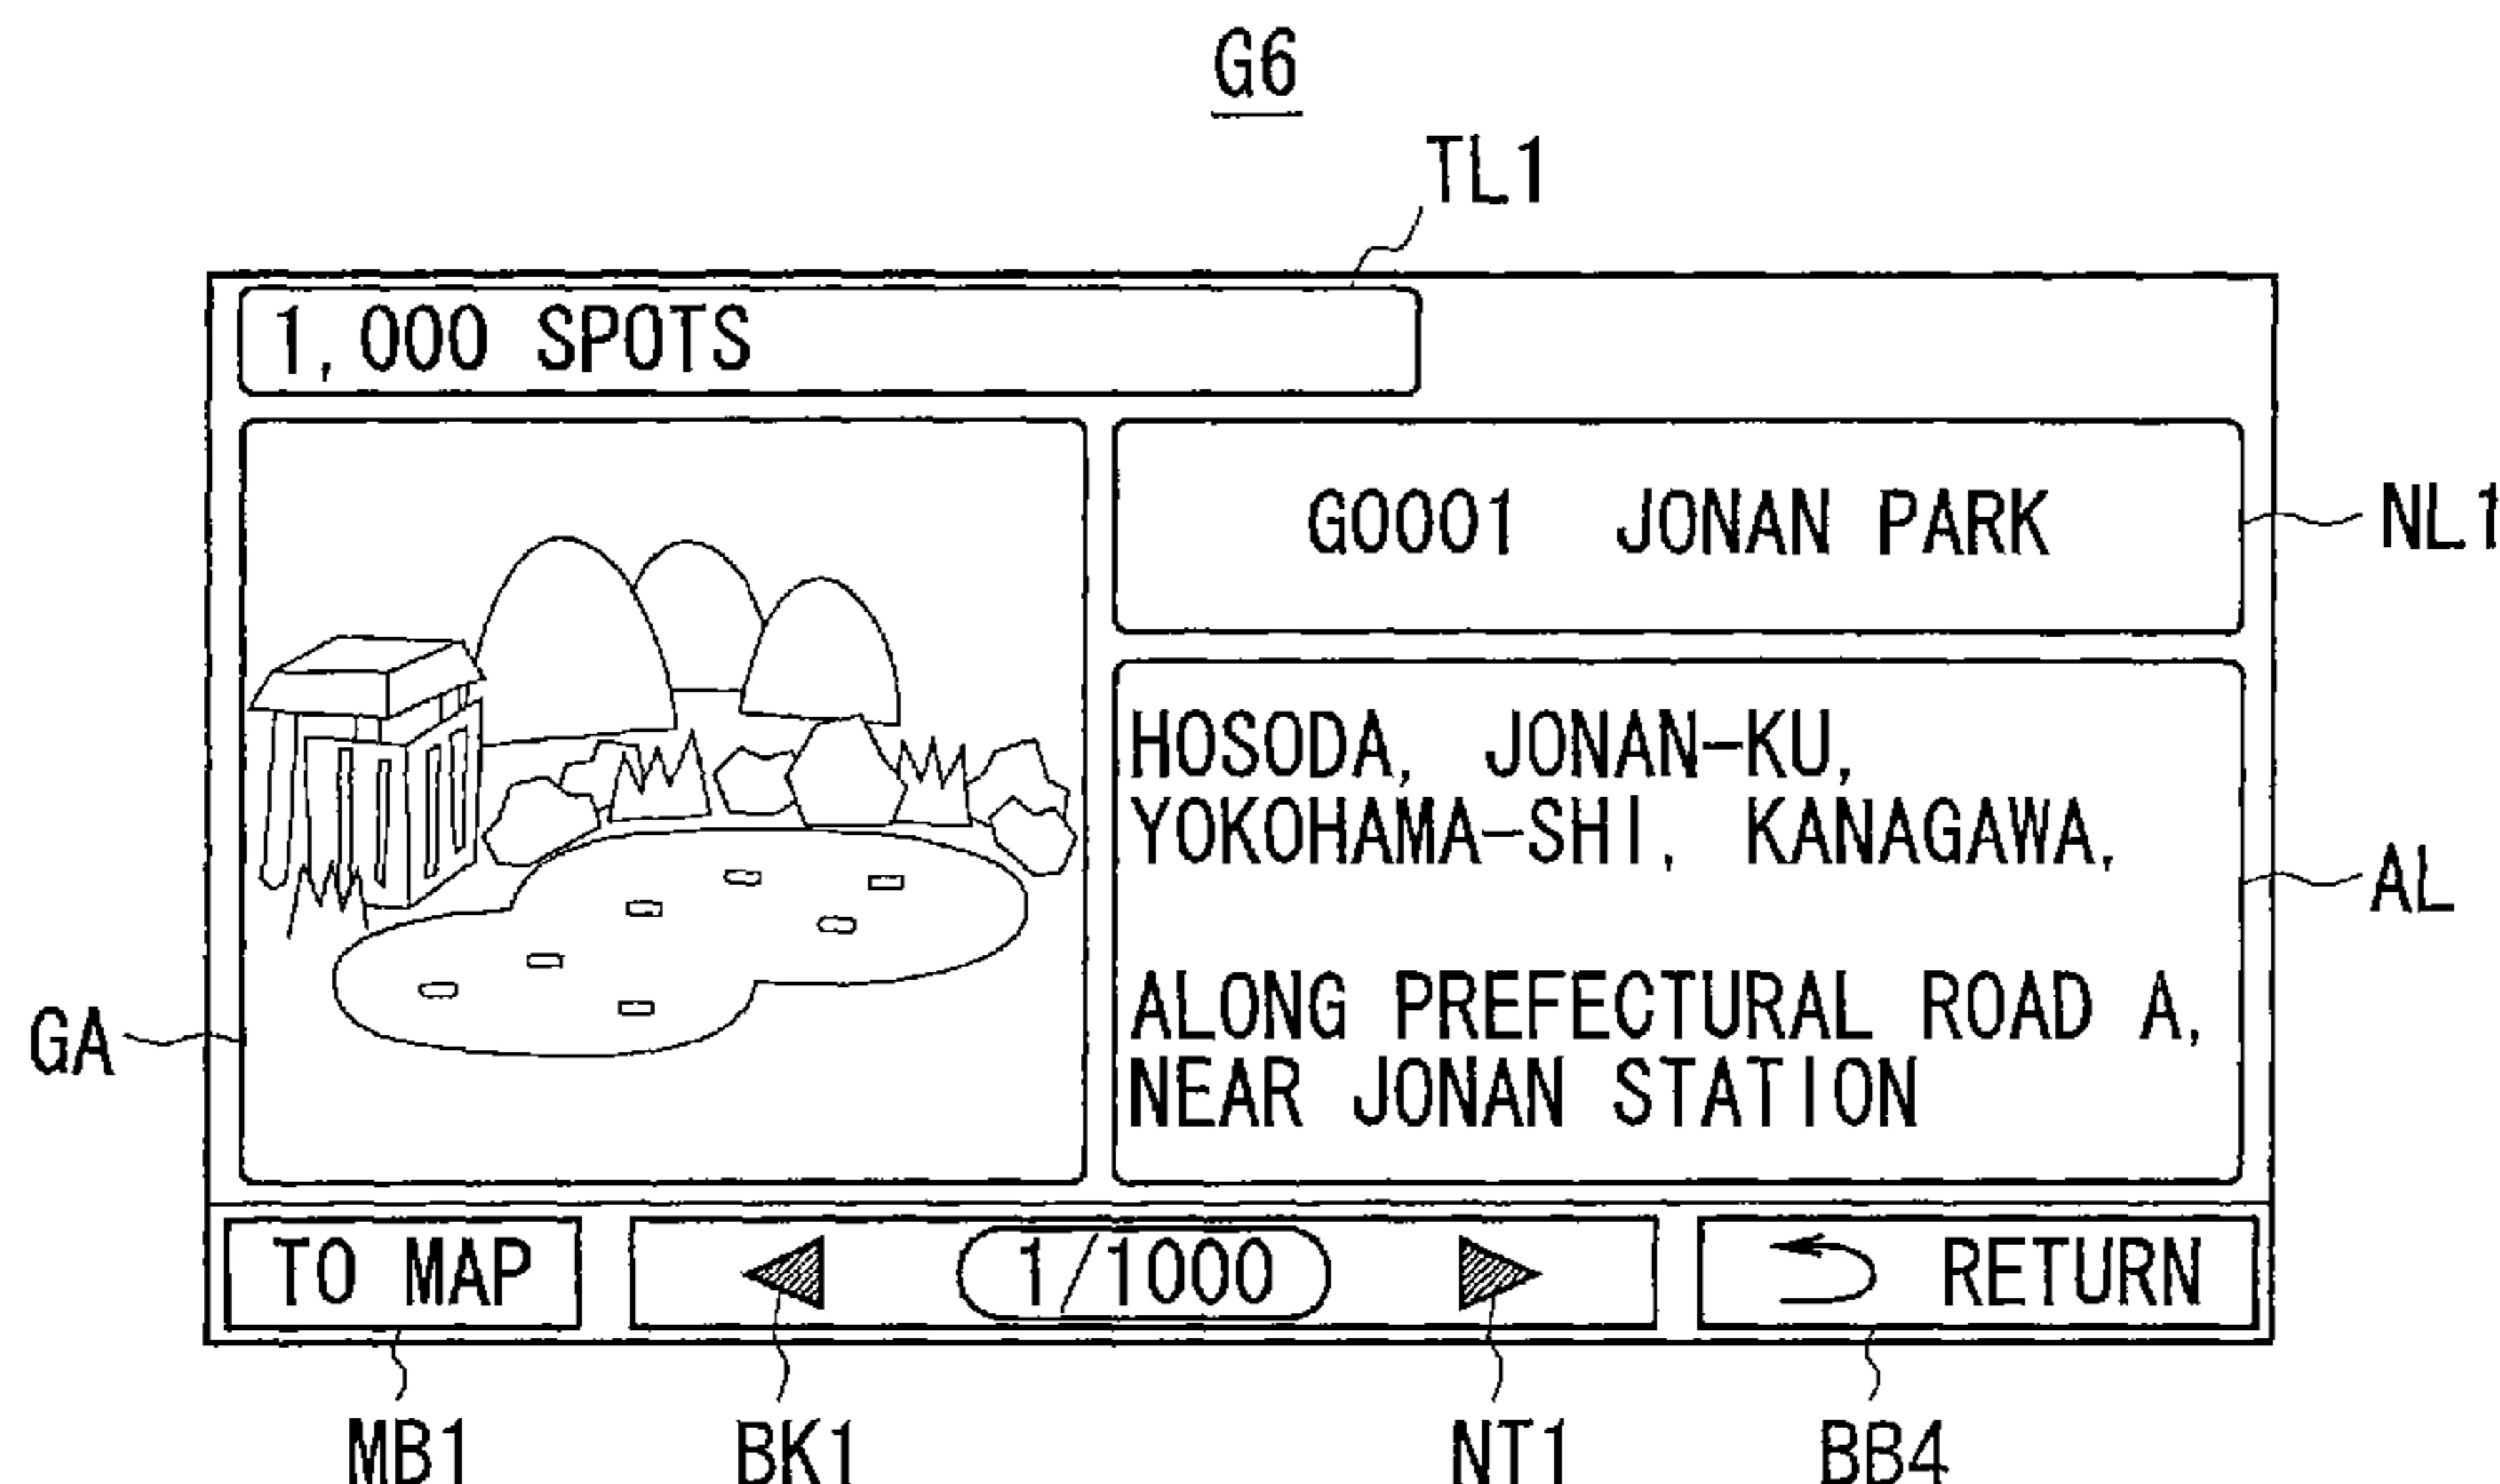 G6
TL1
1,000 SPOTS
G0001 JONAN PARK
NL1
HOSODA, JONAN-KU,
YOKOHAMA-SHI, KANAGAWA,
AL
ALONG PREFECTURAL ROAD A,
NEAR JONAN STATION
GA
TO MAP
1/1000
RETURN
MB1
BK1
NT1
BB4